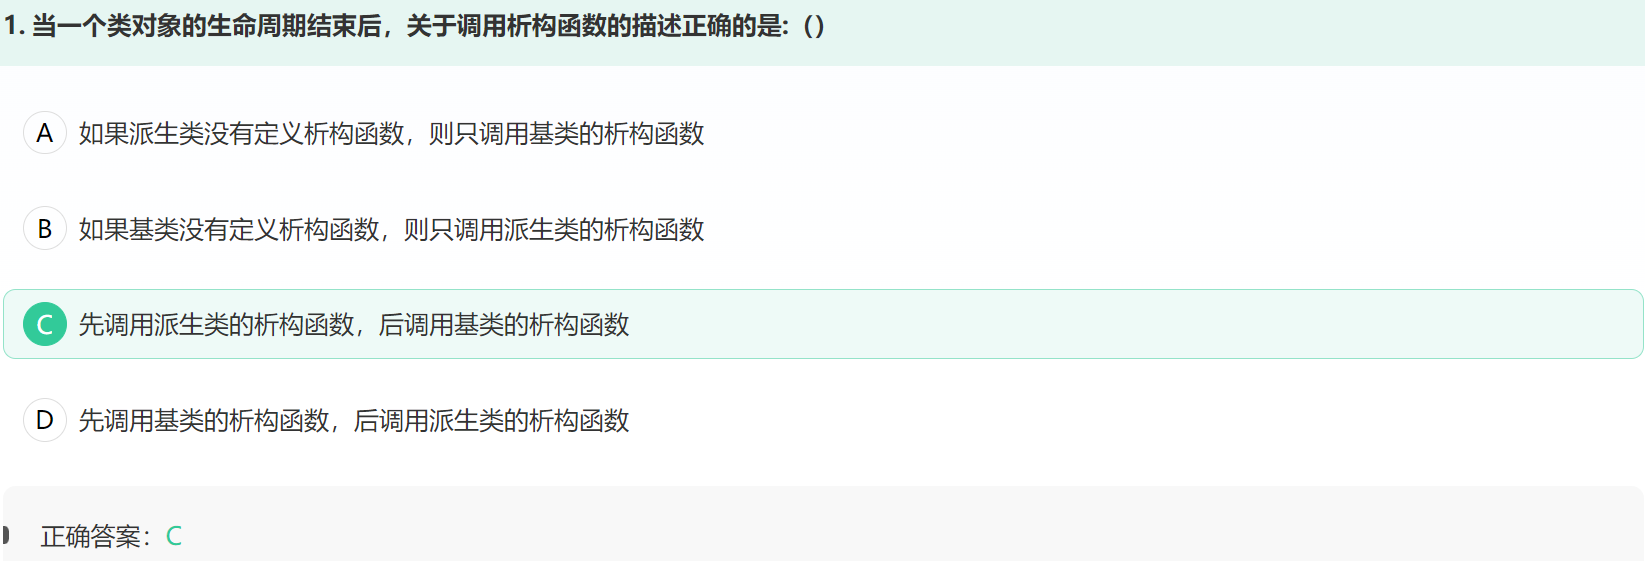 1. 当一个类对象的生命周期结束后，关于调用析构函数的描述正确的是:（）
A 如果派生类没有定义析构函数，则只调用基类的析构函数
B 如果基类没有定义析构函数，则只调用派生类的析构函数
C 先调用派生类的析构函数，后调用基类的析构函数
D 先调用基类的析构函数，后调用派生类的析构函数
正确答案：C